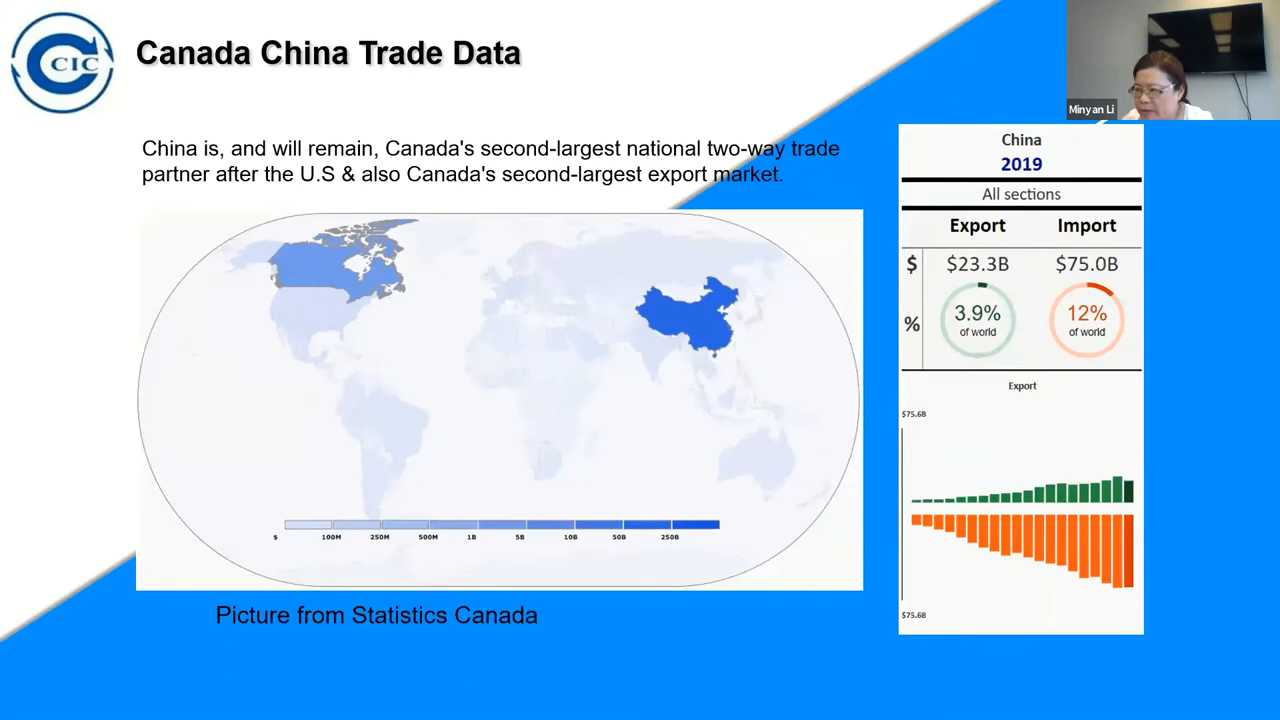 CCIC
Canada China Trade Data
Minyan Li
China is, and will remain, Canada's second-largest national two-way trade
partner after the U.S & also Canada's second-largest export market.
China
2019
All sections
Export Import
$ $23.3B $75.0B
% 3.9% 12%
of world of world
Export
$75.6B
$75.6B
$ 100M 250M 500M 1B 5B 10B 50B 250B
Picture from Statistics Canada